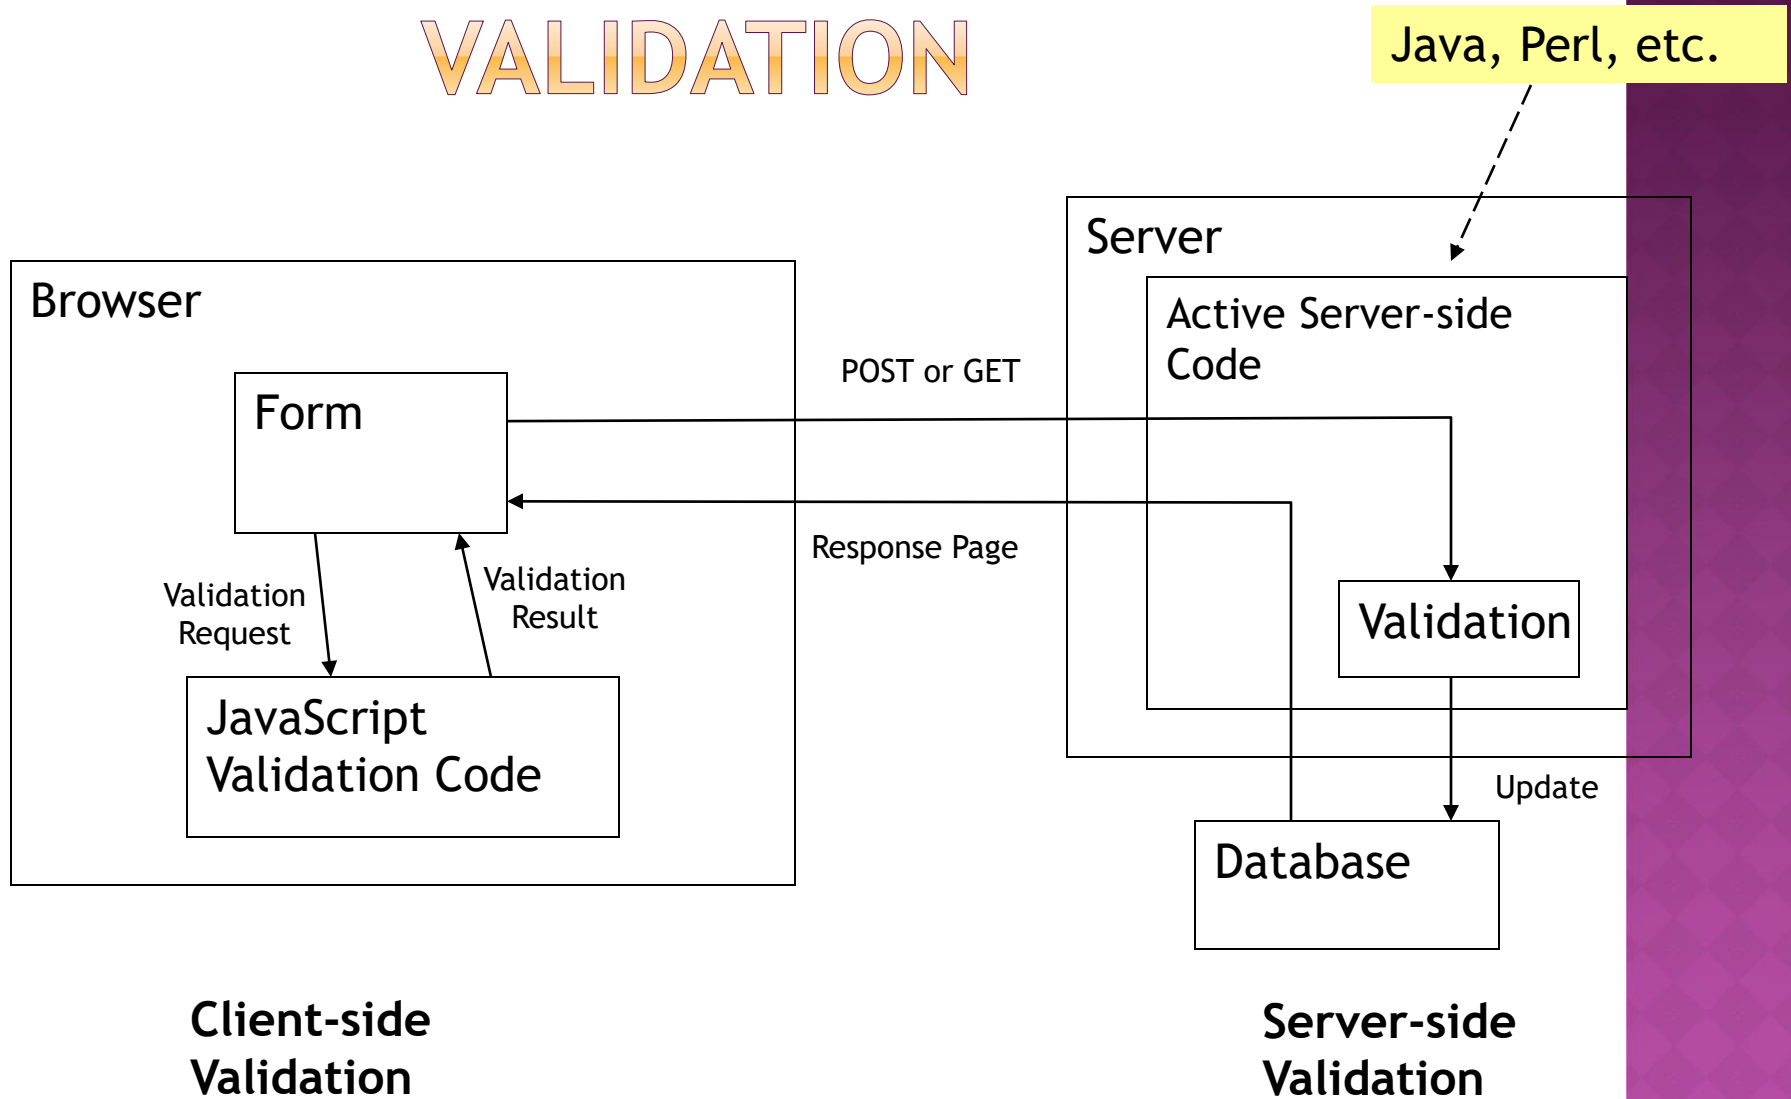 VALIDATION
Java, Perl, etc.
Server
Browser
Active Server-side
Code
POST or GET
Form
Response Page
Validation
Request
Validation
Result
Validation
JavaScript
Validation Code
Update
Database
Client-side
Validation
Server-side
Validation